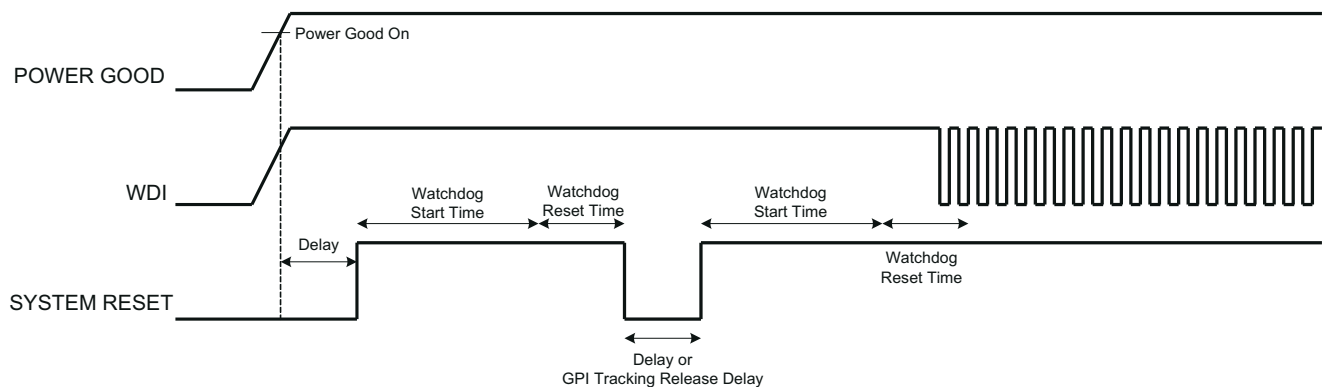 Power Good On
POWER GOOD
WDI
Watchdog
Start Time
Watchdog
Reset Time
Watchdog
Start Time
Delay
Watchdog
Reset Time
SYSTEM RESET
Delay or
GPI Tracking Release Delay